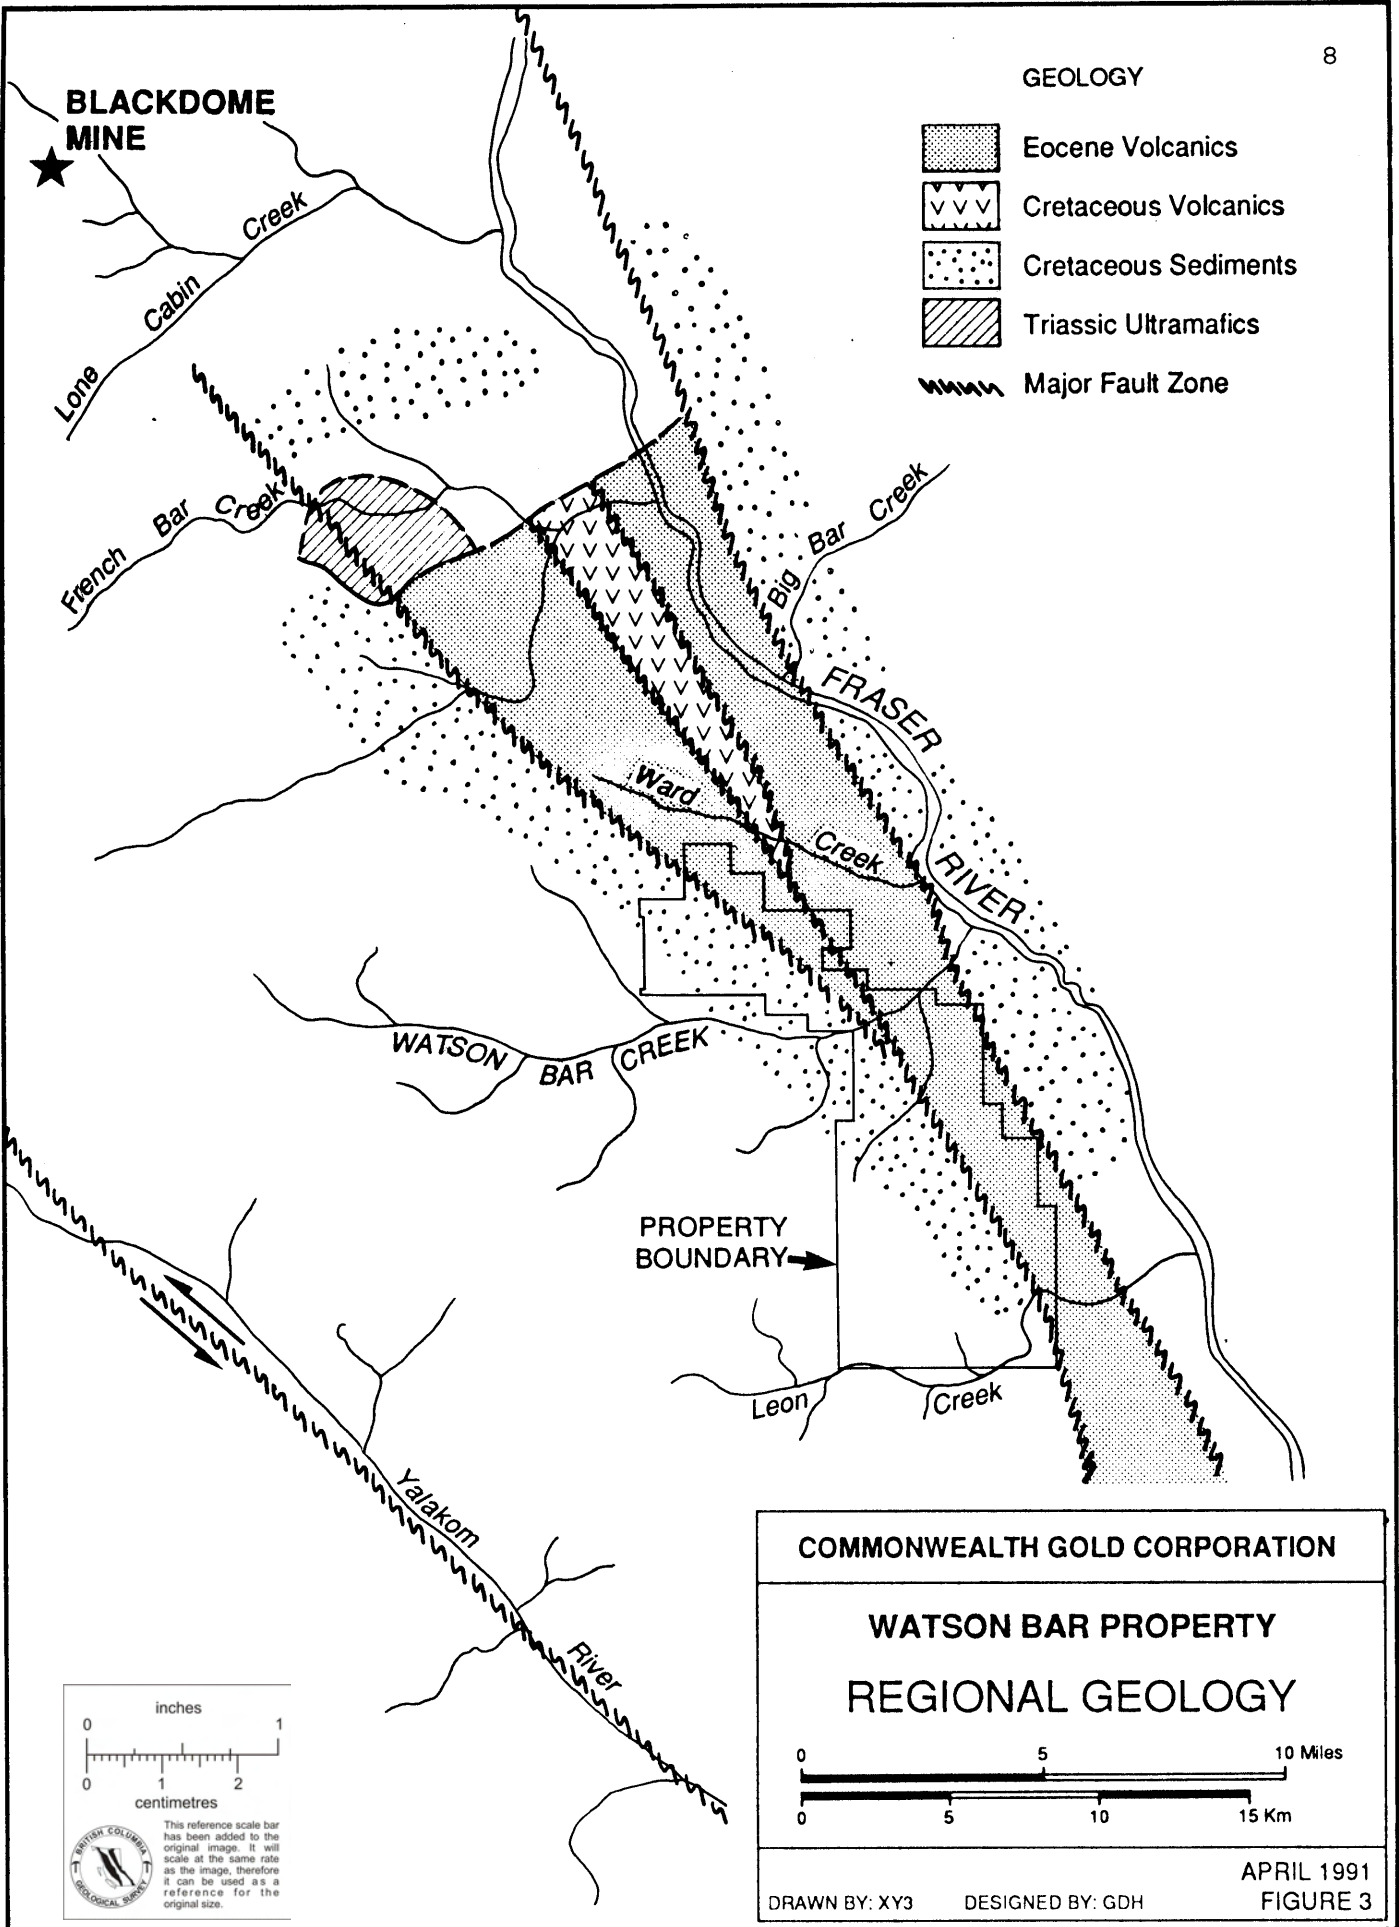 8
BLACKDOME
MINE
GEOLOGY
Eocene Volcanics
Cretaceous Volcanics
Cretaceous Sediments
Triassic Ultramafics
Major Fault Zone
Lone Cabin Creek
French Bar Creek
Big Bar Creek
FRASER RIVER
Ward Creek
WATSON BAR CREEK
PROPERTY
BOUNDARY
Leon Creek
Yalakom River
COMMONWEALTH GOLD CORPORATION
WATSON BAR PROPERTY
REGIONAL GEOLOGY
0 5 10 Miles
0 5 10 15 Km
APRIL 1991
DRAWN BY: XY3 DESIGNED BY: GDH FIGURE 3
inches
0 1
0 1 2
centimetres
BRITISH COLUMBIA
GEOLOGICAL SURVEY
This reference scale bar
has been added to the
original image. It will
scale at the same rate
as the image, therefore
it can be used as a
reference for the
original size.